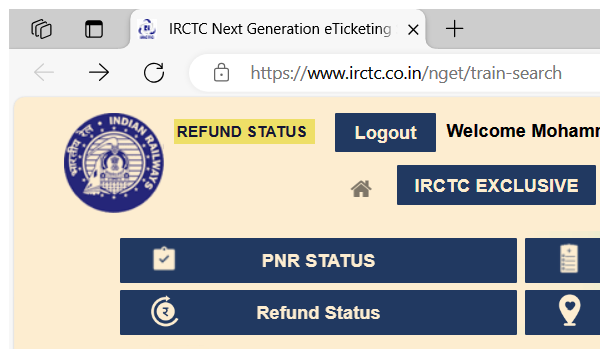 IRCTC Next Generation eTicketing
https://www.irctc.co.in/nget/train-search
REFUND STATUS
Logout
Welcome Mohamm
IRCTC EXCLUSIVE
भारतीय रेल
INDIAN RAILWAYS
PNR STATUS
Refund Status